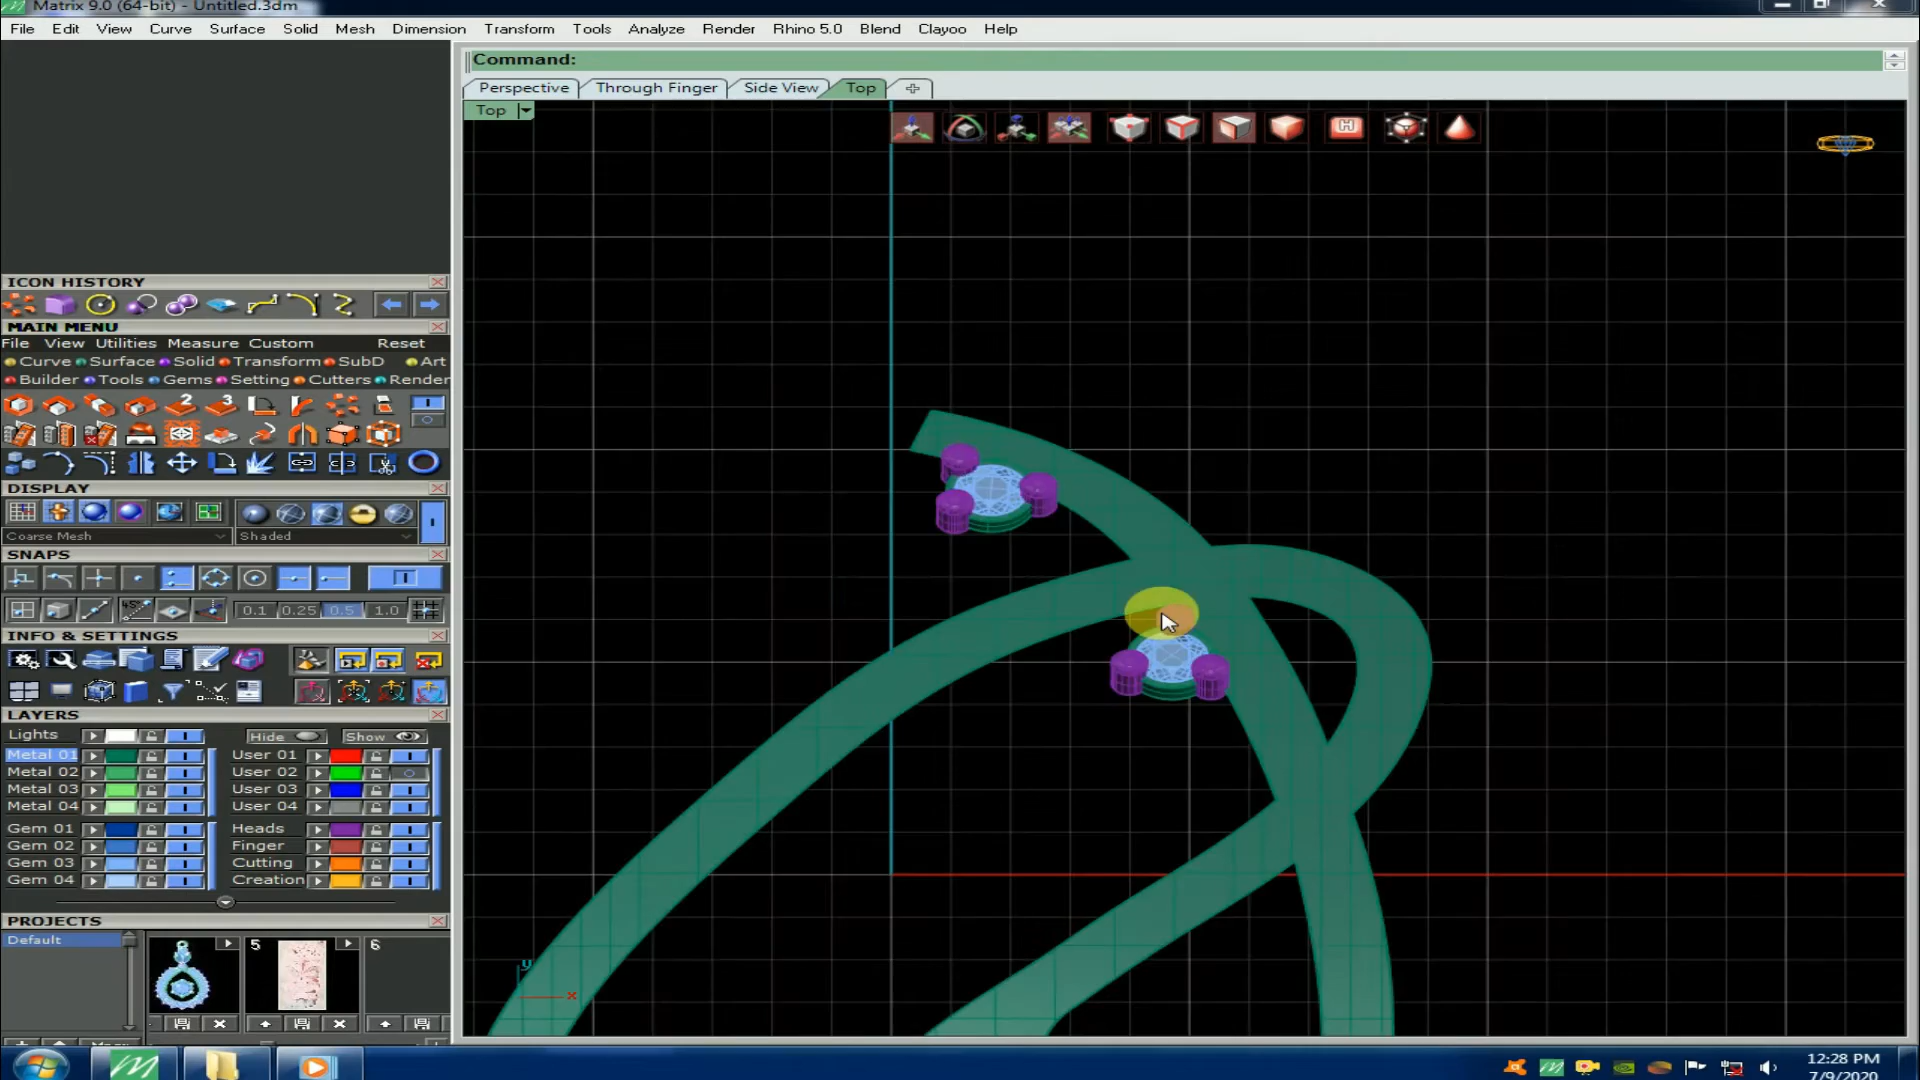 Matrix 9.0 (64-bit) - Untitled.3dm
File Edit View Curve Surface Solid Mesh Dimension Transform Tools Analyze Render Rhino 5.0 Blend Clayoo Help
Command:
Perspective Through Finger Side View Top
Top
ICON HISTORY
MAIN MENU
File View Utilities Measure Custom Reset
Curve Surface Solid Transform SubD Art
Builder Tools Gems Setting Cutters Render
2 3
DISPLAY
Coarse Mesh Shaded
SNAPS
45°
0.1 0.25 0.5 1.0
INFO & SETTINGS
LAYERS
Lights Hide Show
Metal 01 User 01
Metal 02 User 02
Metal 03 User 03
Metal 04 User 04
Gem 01 Heads
Gem 02 Finger
Gem 03 Cutting
Gem 04 Creation
PROJECTS
Default 5 6
y
x
12:28 PM
7/9/2020